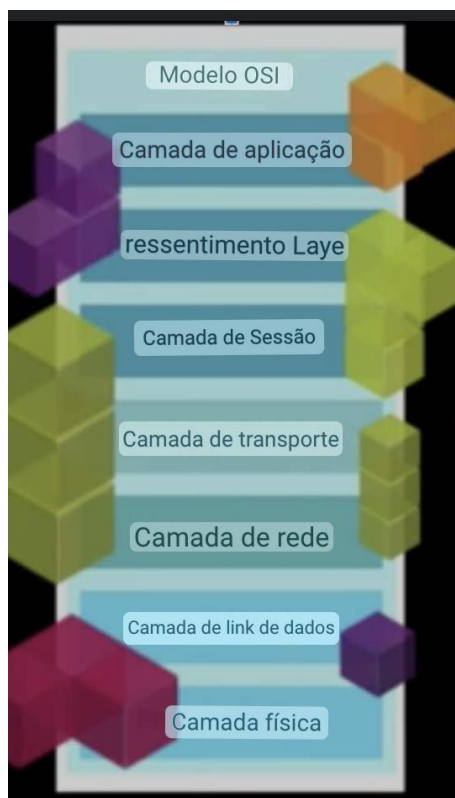 Modelo OSI
Camada de aplicação
ressentimento Laye
Camada de Sessão
Camada de transporte
Camada de rede
Camada de link de dados
Camada física